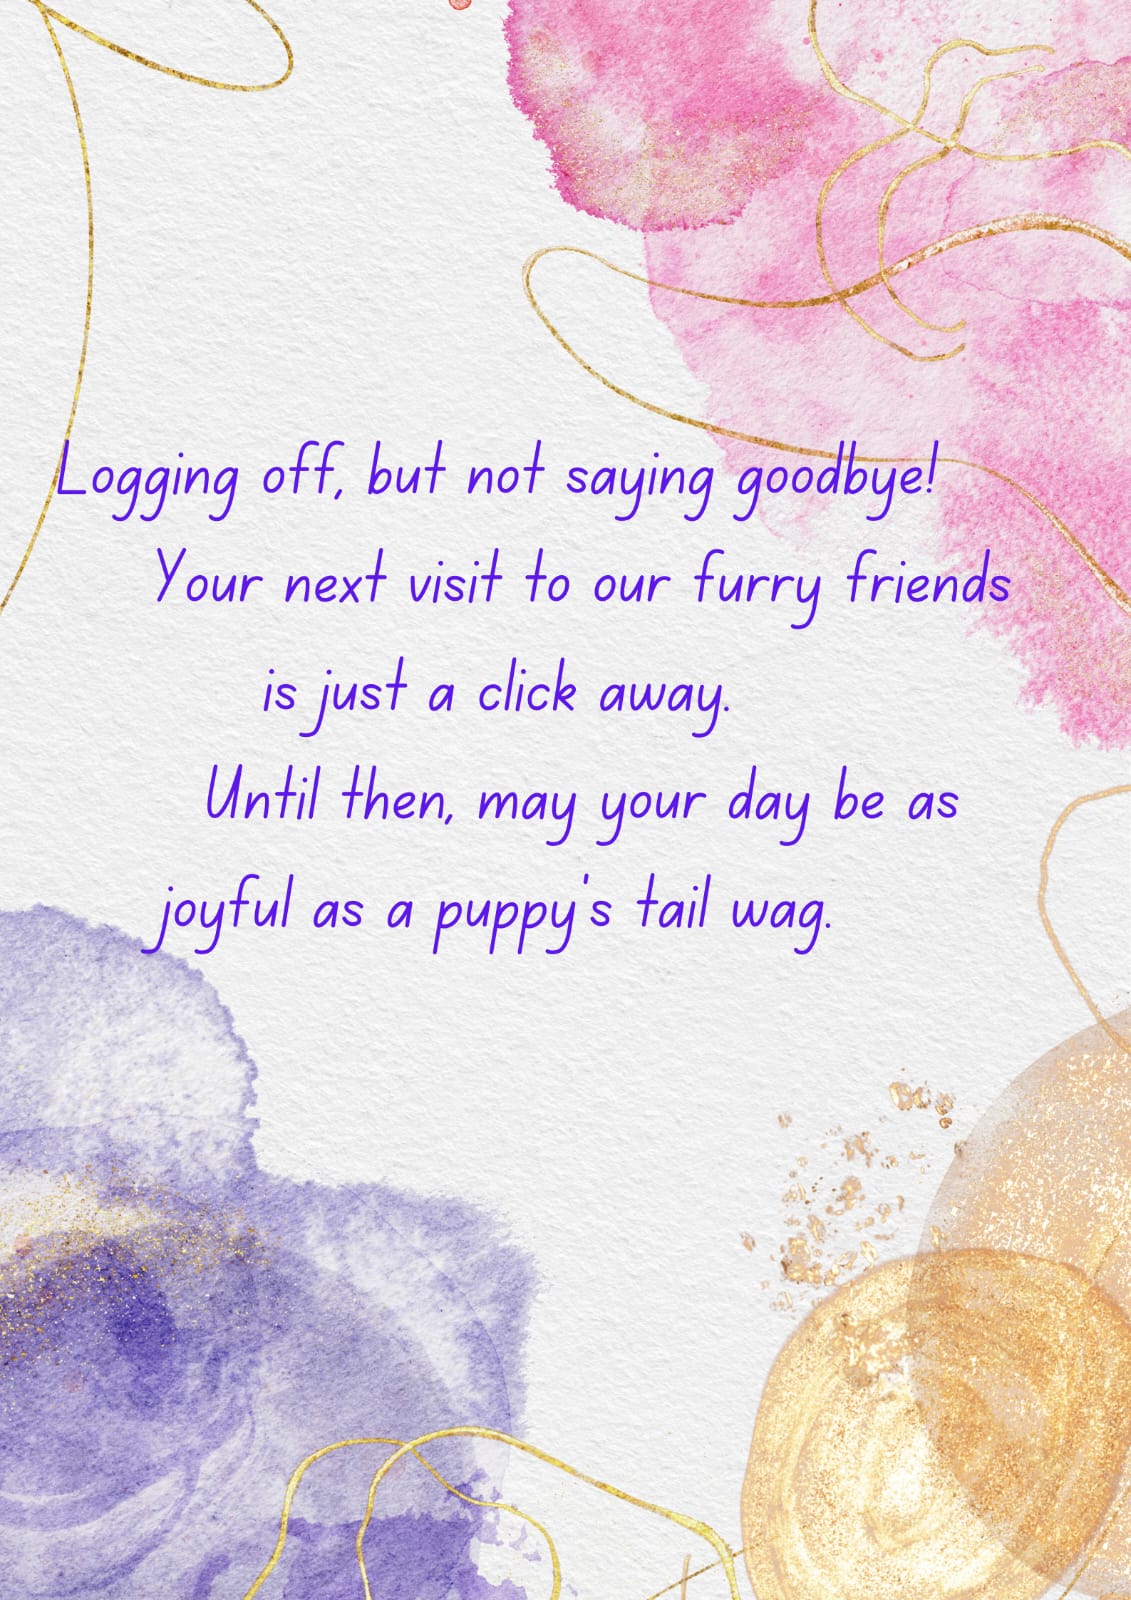 Logging off, but not saying goodbye!
Your next visit to our furry friends
is just a click away.
Until then, may your day be as
joyful as a puppy's tail wag.